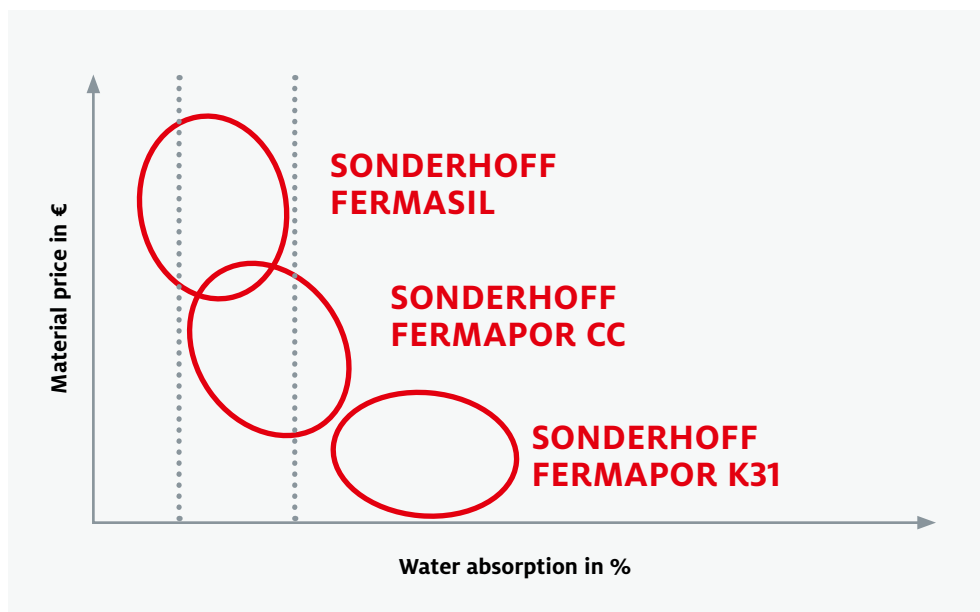 SONDERHOFF
FERMASIL
Material price in €
SONDERHOFF
FERMAPOR CC
SONDERHOFF
FERMAPOR K31
Water absorption in %